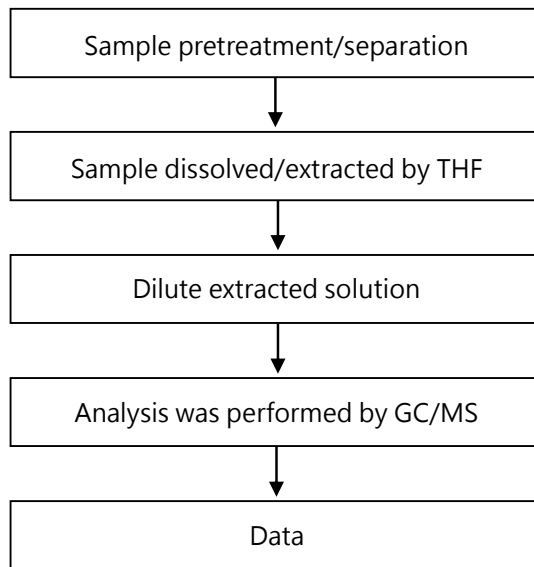 Sample pretreatment/separation
Sample dissolved/extracted by THF
Dilute extracted solution
Analysis was performed by GC/MS
Data